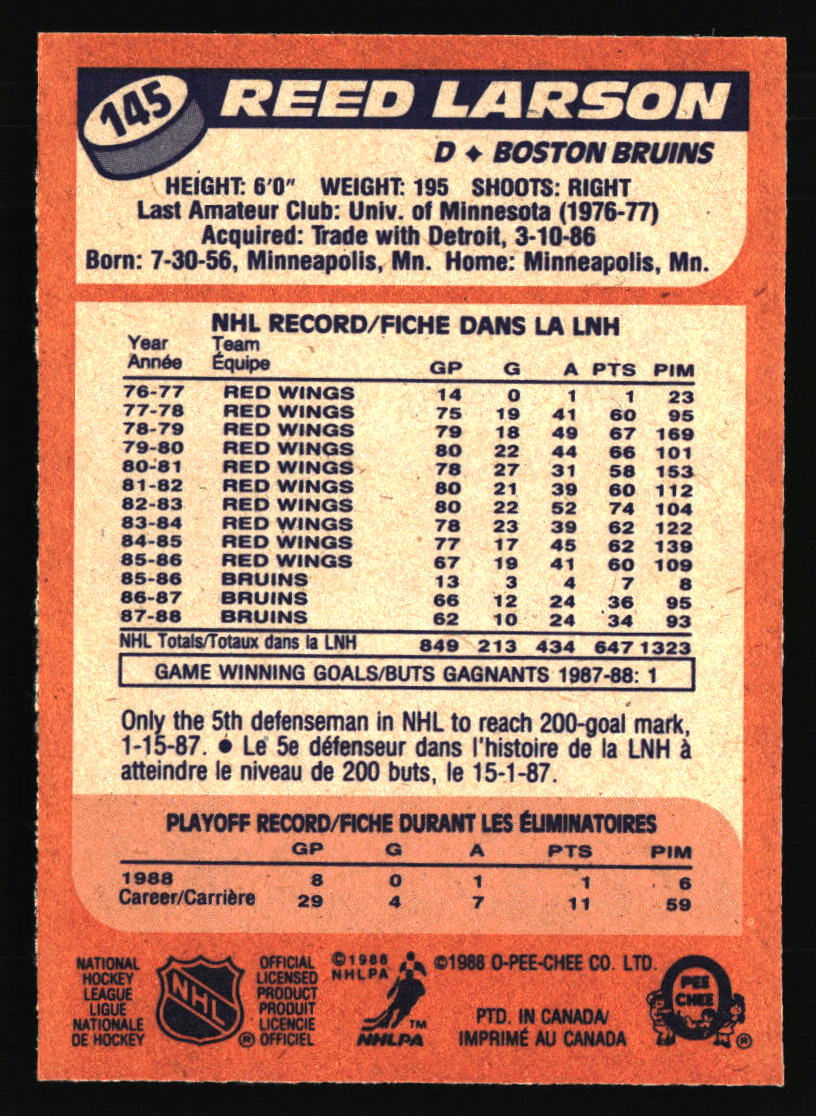 145
REED LARSON
D ✦ BOSTON BRUINS
HEIGHT: 6'0" WEIGHT: 195 SHOOTS: RIGHT
Last Amateur Club: Univ. of Minnesota (1976-77)
Acquired: Trade with Detroit, 3-10-86
Born: 7-30-56, Minneapolis, Mn. Home: Minneapolis, Mn.
NHL RECORD/FICHE DANS LA LNH
Year Team
Année Équipe GP G A PTS PIM
76-77 RED WINGS 14 0 1 1 23
77-78 RED WINGS 75 19 41 60 95
78-79 RED WINGS 79 18 49 67 169
79-80 RED WINGS 80 22 44 66 101
80-81 RED WINGS 78 27 31 58 153
81-82 RED WINGS 80 21 39 60 112
82-83 RED WINGS 80 22 52 74 104
83-84 RED WINGS 78 23 39 62 122
84-85 RED WINGS 77 17 45 62 139
85-86 RED WINGS 67 19 41 60 109
85-86 BRUINS 13 3 4 7 8
86-87 BRUINS 66 12 24 36 95
87-88 BRUINS 62 10 24 34 93
NHL Totals/Totaux dans la LNH 849 213 434 647 1323
GAME WINNING GOALS/BUTS GAGNANTS 1987-88: 1
Only the 5th defenseman in NHL to reach 200-goal mark,
1-15-87. ● Le 5e défenseur dans l'histoire de la LNH à
atteindre le niveau de 200 buts, le 15-1-87.
PLAYOFF RECORD/FICHE DURANT LES ÉLIMINATOIRES
GP G A PTS PIM
1988 8 0 1 1 6
Career/Carrière 29 4 7 11 59
NATIONAL
HOCKEY
LEAGUE
LIGUE
NATIONALE
DE HOCKEY
NHL
®
OFFICIAL
LICENSED
PRODUCT
PRODUIT
LICENCIE
OFFICIEL
©1988
NHLPA
™
NHLPA
©1988 O-PEE-CHEE CO. LTD.
PTD. IN CANADA/
IMPRIMÉ AU CANADA
O
PEE
CHEE
®